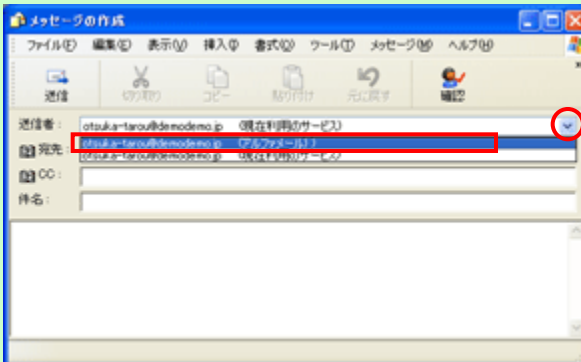 メッセージの作成
ファイル(F) 編集(E) 表示(V) 挿入(I) 書式(O) ツール(T) メッセージ(M) ヘルプ(H)
送信 切り取り コピー 貼り付け 元に戻す 確認
送信者: otsuka-tarou@demodemo.jp (現在利用のサービス)
otsuka-tarou@demodemo.jp (アルファメール)
宛先: otsuka-tarou@demodemo.jp (現在利用のサービス)
CC:
件名: